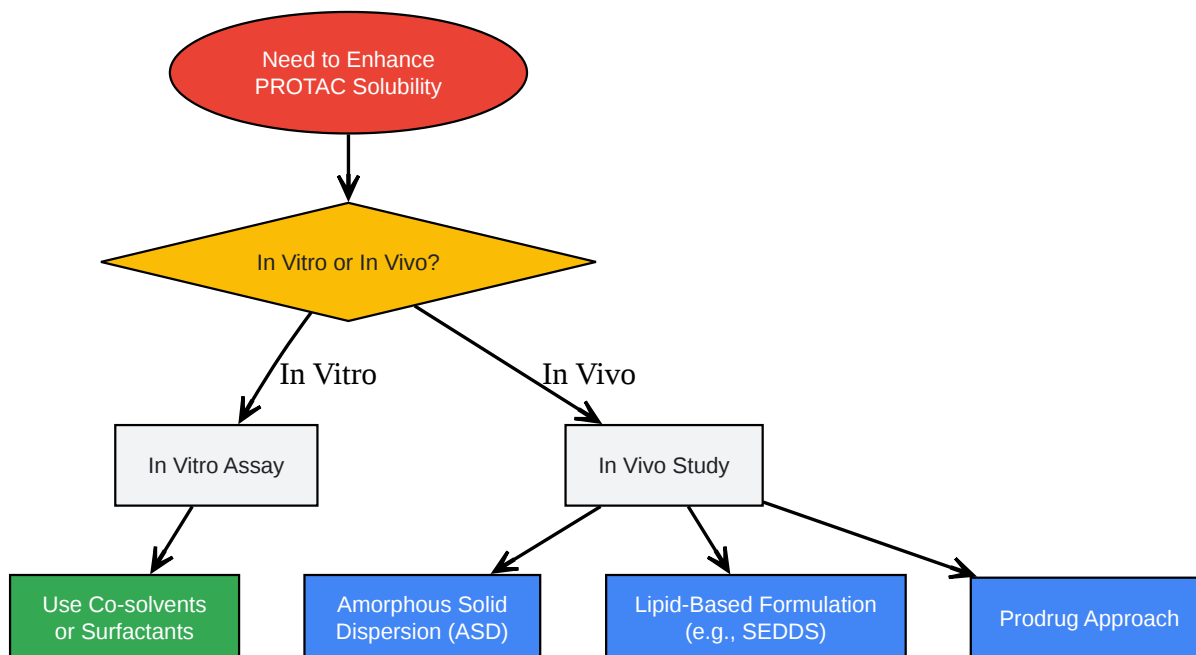 Need to Enhance
PROTAC Solubility
In Vitro or In Vivo?
In Vitro
In Vivo
In Vitro Assay
In Vivo Study
Use Co-solvents
or Surfactants
Amorphous Solid
Dispersion (ASD)
Lipid-Based Formulation
(e.g., SEDDS)
Prodrug Approach